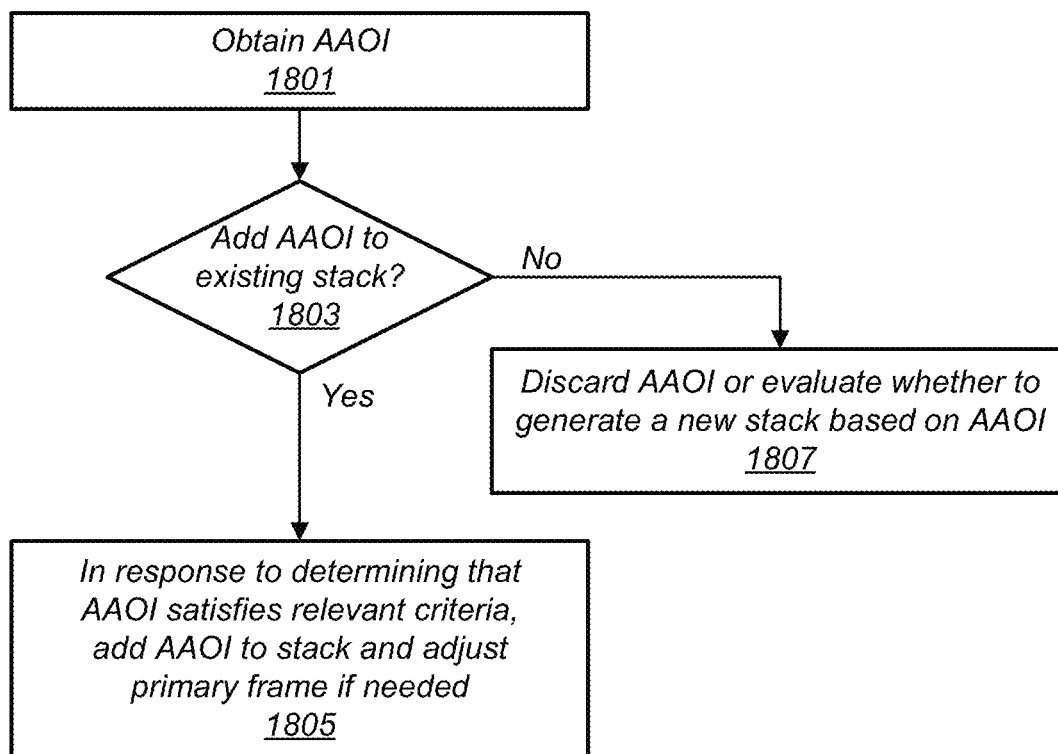 Obtain AAOI
1801
Add AAOI to
existing stack?
1803
No
Yes
Discard AAOI or evaluate whether to
generate a new stack based on AAOI
1807
In response to determining that
AAOI satisfies relevant criteria,
add AAOI to stack and adjust
primary frame if needed
1805